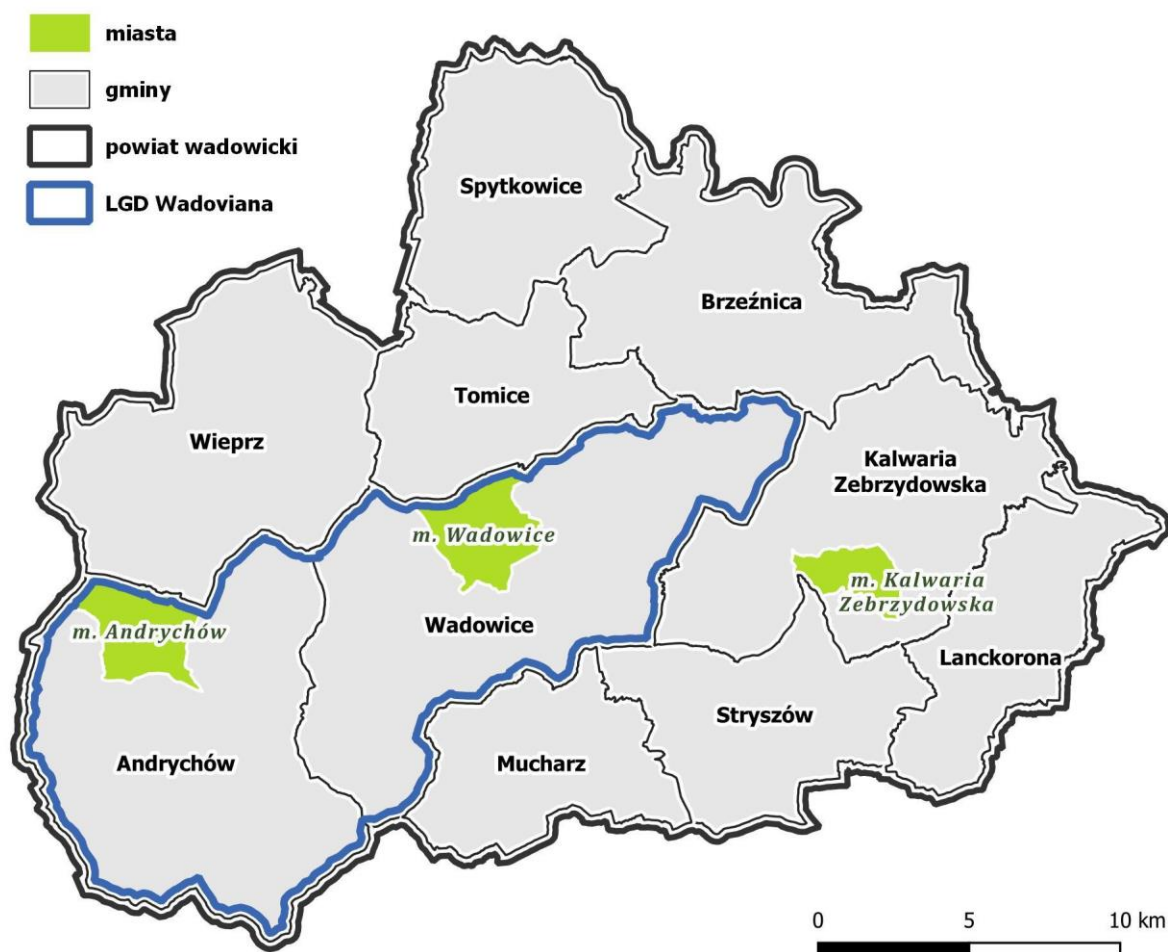 miasta
gminy
powiat wadowicki
LGD Wadoviana
Spytkowice
Brzeźnica
Tomice
Wieprz
Kalwaria
Zebrzydowska
m. Wadowice
m. Kalwaria
Zebrzydowska
m. Andrychów
Wadowice
Lanckorona
Stryszów
Andrychów
Mucharz
0 5 10 km